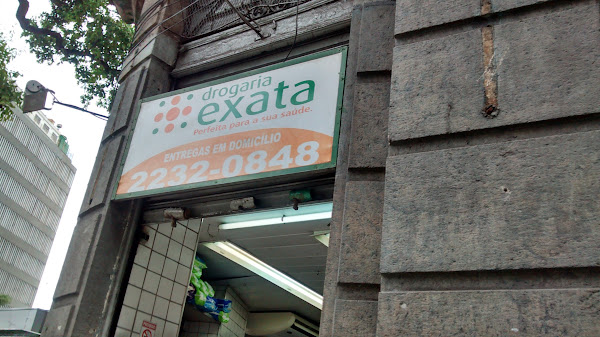 drogaria
exata
Perfeita para a sua saúde.
ENTREGAS EM DOMICÍLIO
2232-0848